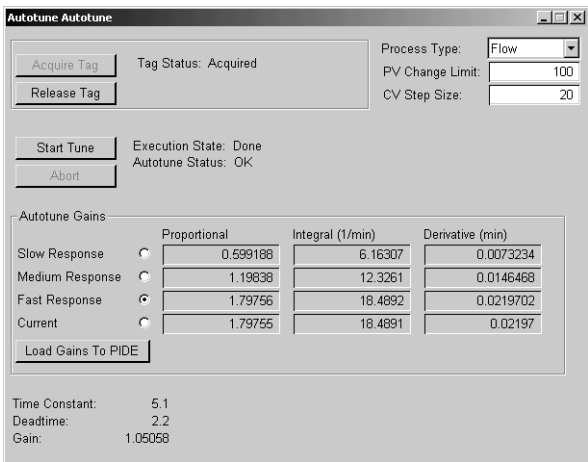 Autotune Autotune
Acquire Tag Tag Status: Acquired
Release Tag
Process Type: Flow
PV Change Limit: 100
CV Step Size: 20
Start Tune Execution State: Done
Autotune Status: OK
Abort
Autotune Gains
Proportional Integral (1/min) Derivative (min)
Slow Response 0.599188 6.16307 0.0073234
Medium Response 1.19838 12.3261 0.0146468
Fast Response 1.79756 18.4892 0.0219702
Current 1.79755 18.4891 0.02197
Load Gains To PIDE
Time Constant: 5.1
Deadtime: 2.2
Gain: 1.05058